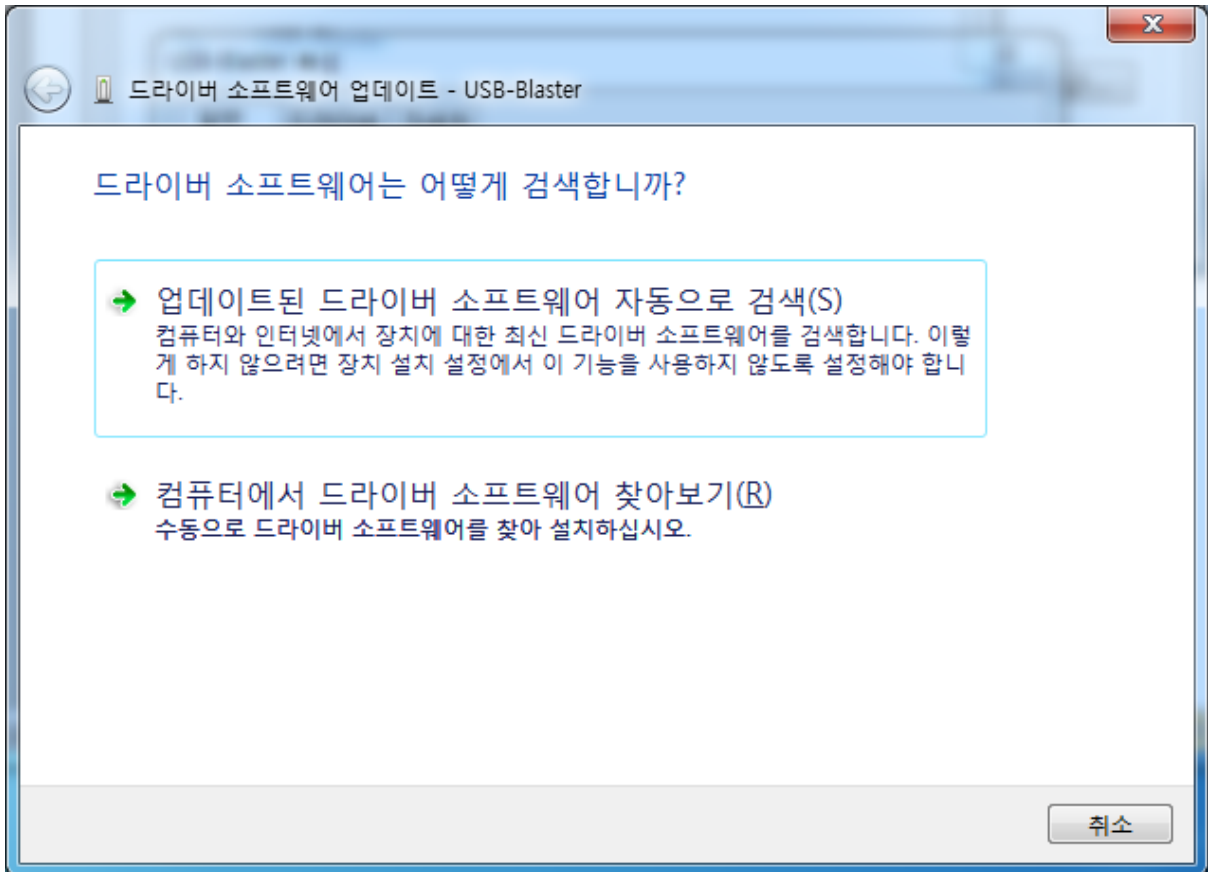 드라이버 소프트웨어 업데이트 - USB-Blaster
드라이버 소프트웨어는 어떻게 검색합니까?
업데이트된 드라이버 소프트웨어 자동으로 검색(S)
컴퓨터와 인터넷에서 장치에 대한 최신 드라이버 소프트웨어를 검색합니다. 이렇
게 하지 않으려면 장치 설치 설정에서 이 기능을 사용하지 않도록 설정해야 합니
다.
컴퓨터에서 드라이버 소프트웨어 찾아보기(R)
수동으로 드라이버 소프트웨어를 찾아 설치하십시오.
취소